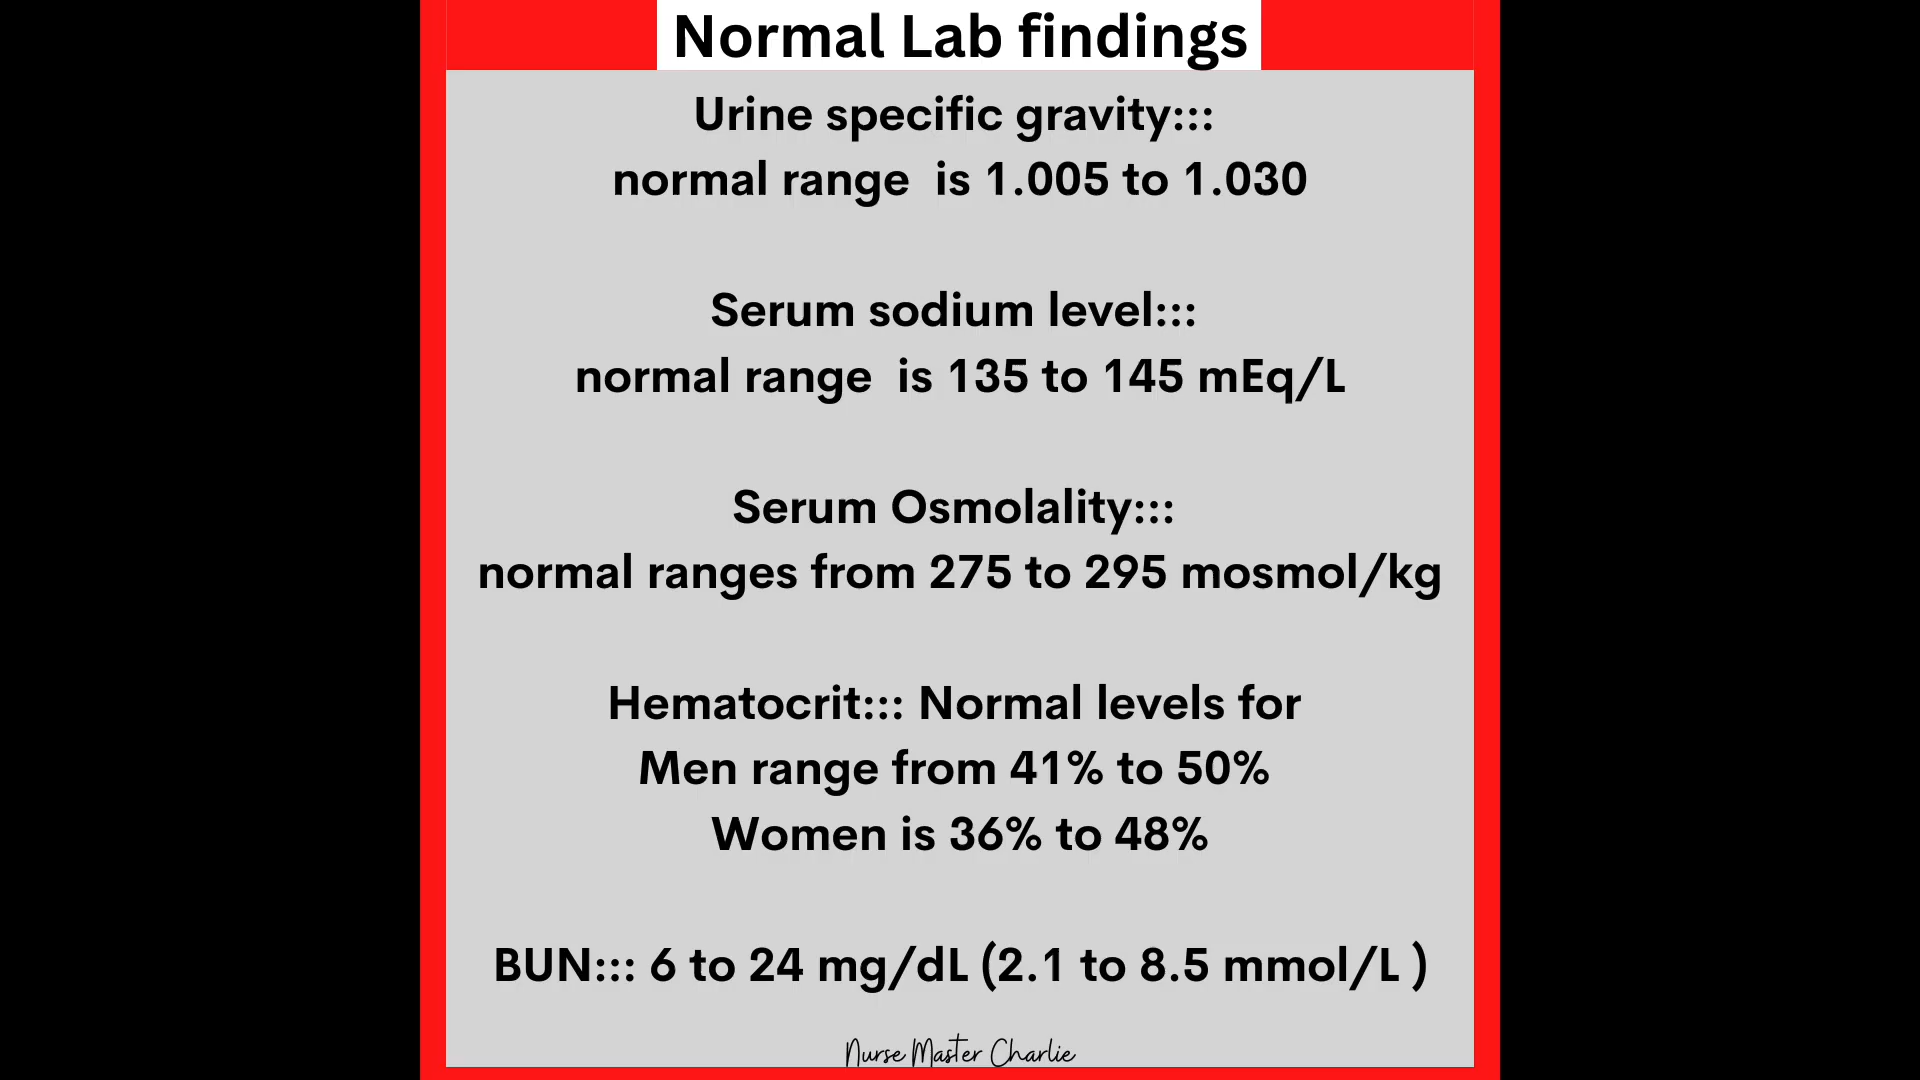 Normal Lab findings
Urine specific gravity:::
normal range  is 1.005 to 1.030
Serum sodium level:::
normal range  is 135 to 145 mEq/L
Serum Osmolality:::
normal ranges from 275 to 295 mosmol/kg
Hematocrit::: Normal levels for
Men range from 41% to 50%
Women is 36% to 48%
BUN::: 6 to 24 mg/dL (2.1 to 8.5 mmol/L )
Nurse Master Charlie